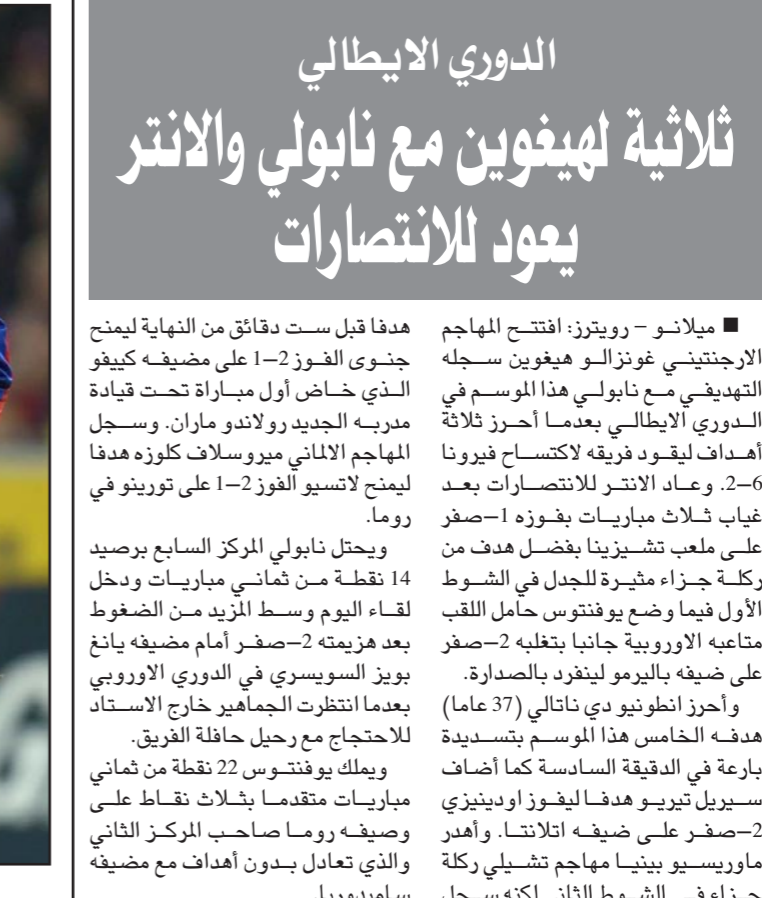 الدوري الايطالي
ثلاثية لهيغوين مع نابولي والانتر
يعود للانتصارات
■ ميلانو – رويترز: افتتح المهاجم
الارجنتيني غونزالو هيغوين سجله
التهديفي مع نابولي هذا الموسم في
الدوري الايطالي بعدما أحرز ثلاثة
أهداف ليقود فريقه لاكتساح فيرونا
6–2. وعاد الانتر للانتصارات بعد
غياب ثلاث مباريات بفوزه 1–صفر
على ملعب تشيزينا بفضل هدف من
ركلة جزاء مثيرة للجدل في الشوط
الأول فيما وضع يوفنتوس حامل اللقب
متاعبه الاوروبية جانبا بتغلبه 2–صفر
على ضيفه باليرمو لينفرد بالصدارة.
وأحرز انطونيو دي ناتالي (37 عاما)
هدفه الخامس هذا الموسم بتسديدة
بارعة في الدقيقة السادسة كما أضاف
سيريل تيريو هدفا ليفوز اودينيزي
2–صفر على ضيفه اتلانتا. وأهدر
ماوريسيو بينيا مهاجم تشيلي ركلة
جزاء في الشوط الثاني لكنه سجل
هدفا قبل ست دقائق من النهاية ليمنح
جنوى الفوز 2–1 على مضيفه كييفو
الذي خاض أول مباراة تحت قيادة
مدربه الجديد رولاندو ماران. وسجل
المهاجم الالماني ميروسلاف كلوزه هدفا
ليمنح لاتسيو الفوز 2–1 على تورينو في
روما.
ويحتل نابولي المركز السابع برصيد
14 نقطة من ثماني مباريات ودخل
لقاء اليوم وسط المزيد من الضغوط
بعد هزيمته 2–صفر أمام مضيفه يانغ
بويز السويسري في الدوري الاوروبي
بعدما انتظرت الجماهير خارج الاستاد
للاحتجاج مع رحيل حافلة الفريق.
ويملك يوفنتوس 22 نقطة من ثماني
مباريات متقدما بثلاث نقاط على
وصيفه روما صاحب المركز الثاني
والذي تعادل بدون أهداف مع مضيفه
سامبدوريا.